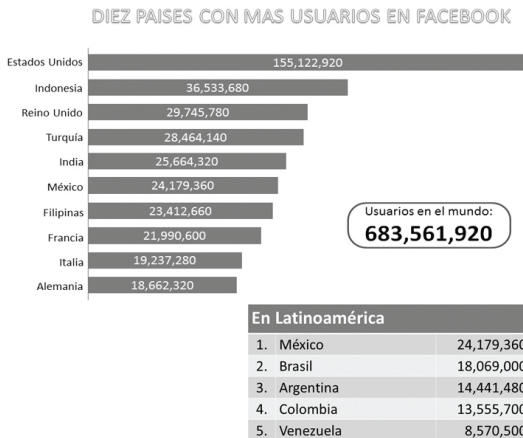 DIEZ PAISES CON MAS USUARIOS EN FACEBOOK
Estados Unidos 155,122,920
Indonesia 36,533,680
Reino Unido 29,745,780
Turquía 28,464,140
India 25,664,320
México 24,179,360
Filipinas 23,412,660
Francia 21,990,600
Italia 19,237,280
Alemania 18,662,320
Usuarios en el mundo:
683,561,920
En Latinoamérica
1. México 24,179,360
2. Brasil 18,069,000
3. Argentina 14,441,480
4. Colombia 13,555,700
5. Venezuela 8,570,500